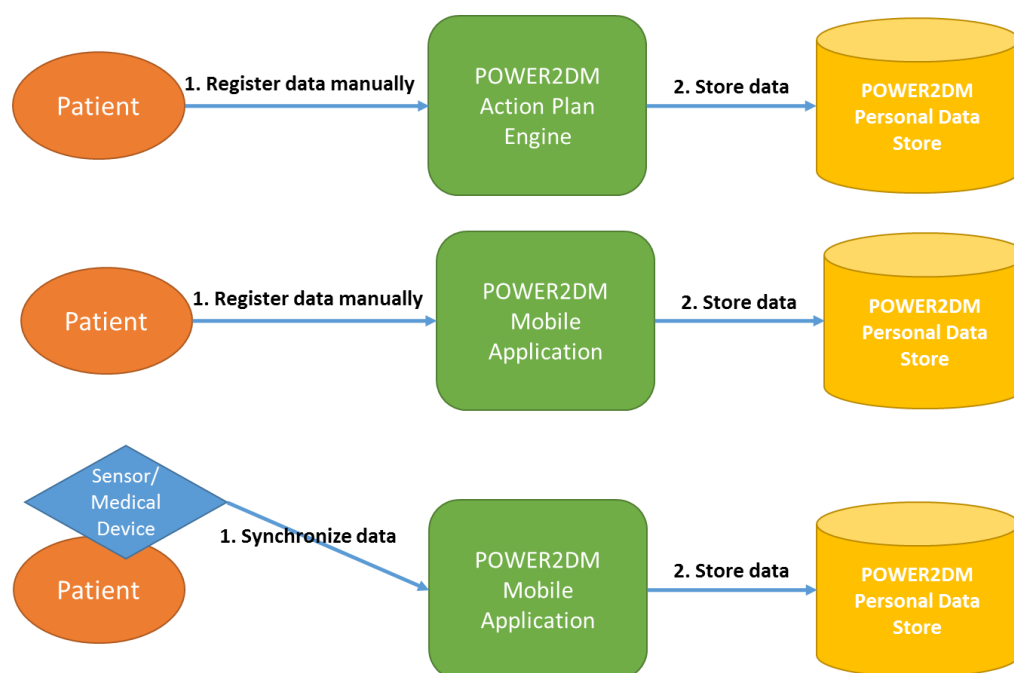 Patient
1. Register data manually
POWER2DM
Action Plan
Engine
2. Store data
POWER2DM
Personal Data
Store
Patient
1. Register data manually
POWER2DM
Mobile
Application
2. Store data
POWER2DM
Personal Data
Store
Sensor/
Medical
Device
Patient
1. Synchronize data
POWER2DM
Mobile
Application
2. Store data
POWER2DM
Personal Data
Store